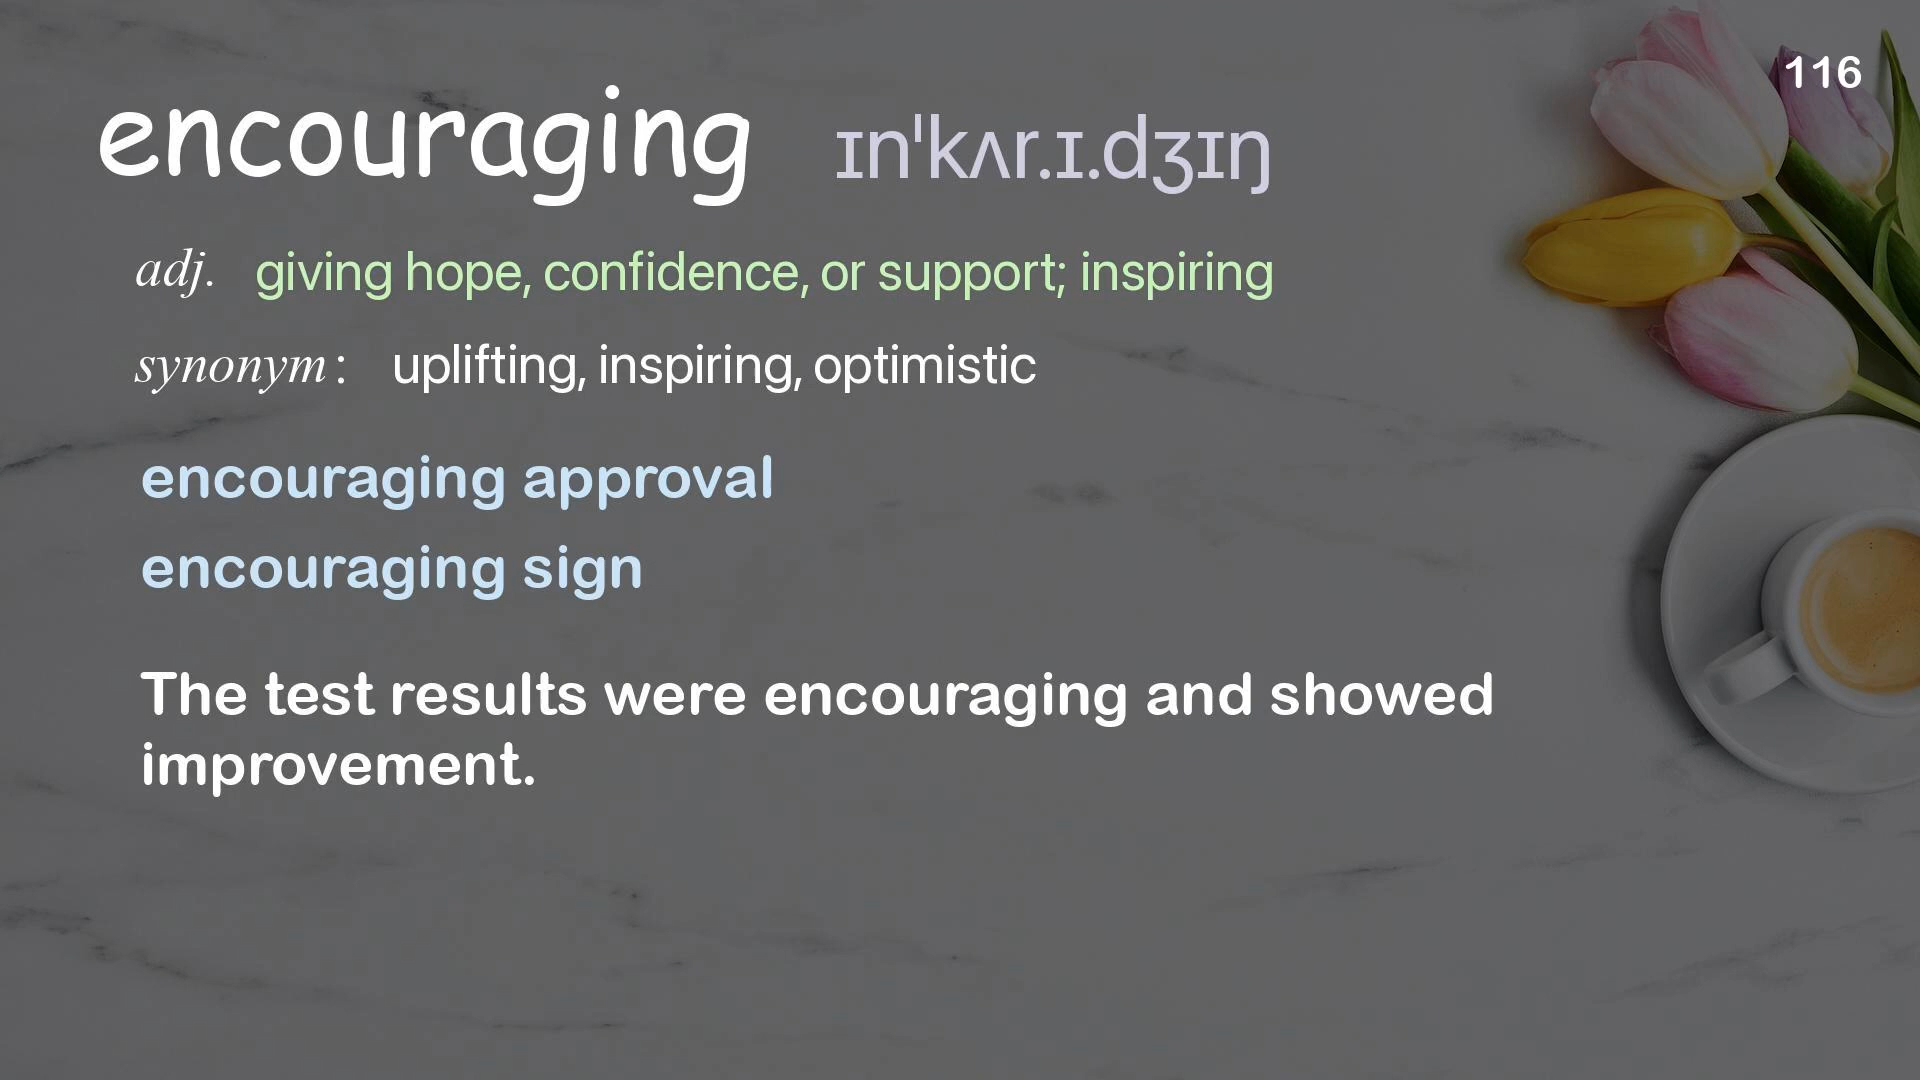 116
encouraging ɪnˈkʌr.ɪ.dʒɪŋ
adj. giving hope, confidence, or support; inspiring
synonym: uplifting, inspiring, optimistic
encouraging approval
encouraging sign
The test results were encouraging and showed
improvement.